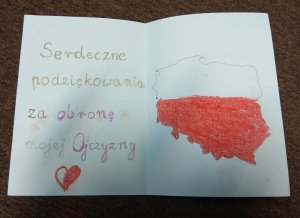 Serdeczne
podziękowania
za obronę
mojej Ojczyzny